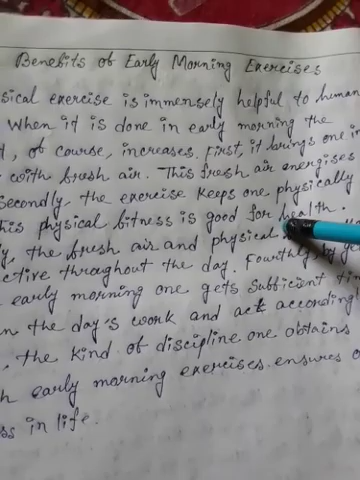 Benefits of Early Morning Exercises
sical exercise is immensely helpful to human
When it is done in early morning the
of course, increases. First, it brings one in
with fresh air. This fresh air energises
Secondly the exercise keeps one physically
his physical fitness is good for health.
y, the fresh air and physical
ctive throughout the day. Fourthly, by
early morning one gets sufficient ti
n the day's work and act according
, the kind of discipline one obtains
h early morning exercises ensures
ss in life.